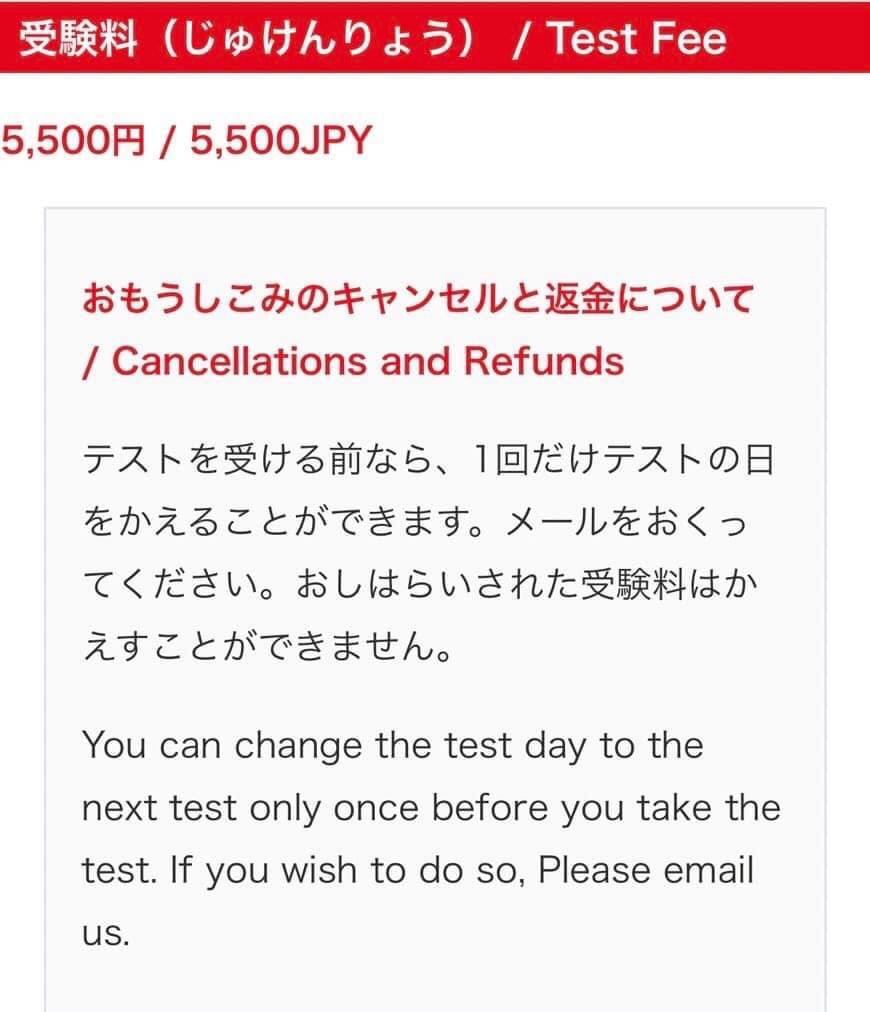 受験料（じゅけんりょう） / Test Fee
5,500円 / 5,500JPY
おもうしこみのキャンセルと返金について
/ Cancellations and Refunds
テストを受ける前なら、1回だけテストの日
をかえることができます。メールをおくっ
てください。おしはらいされた受験料はか
えすことができません。
You can change the test day to the
next test only once before you take the
test. If you wish to do so, Please email
us.